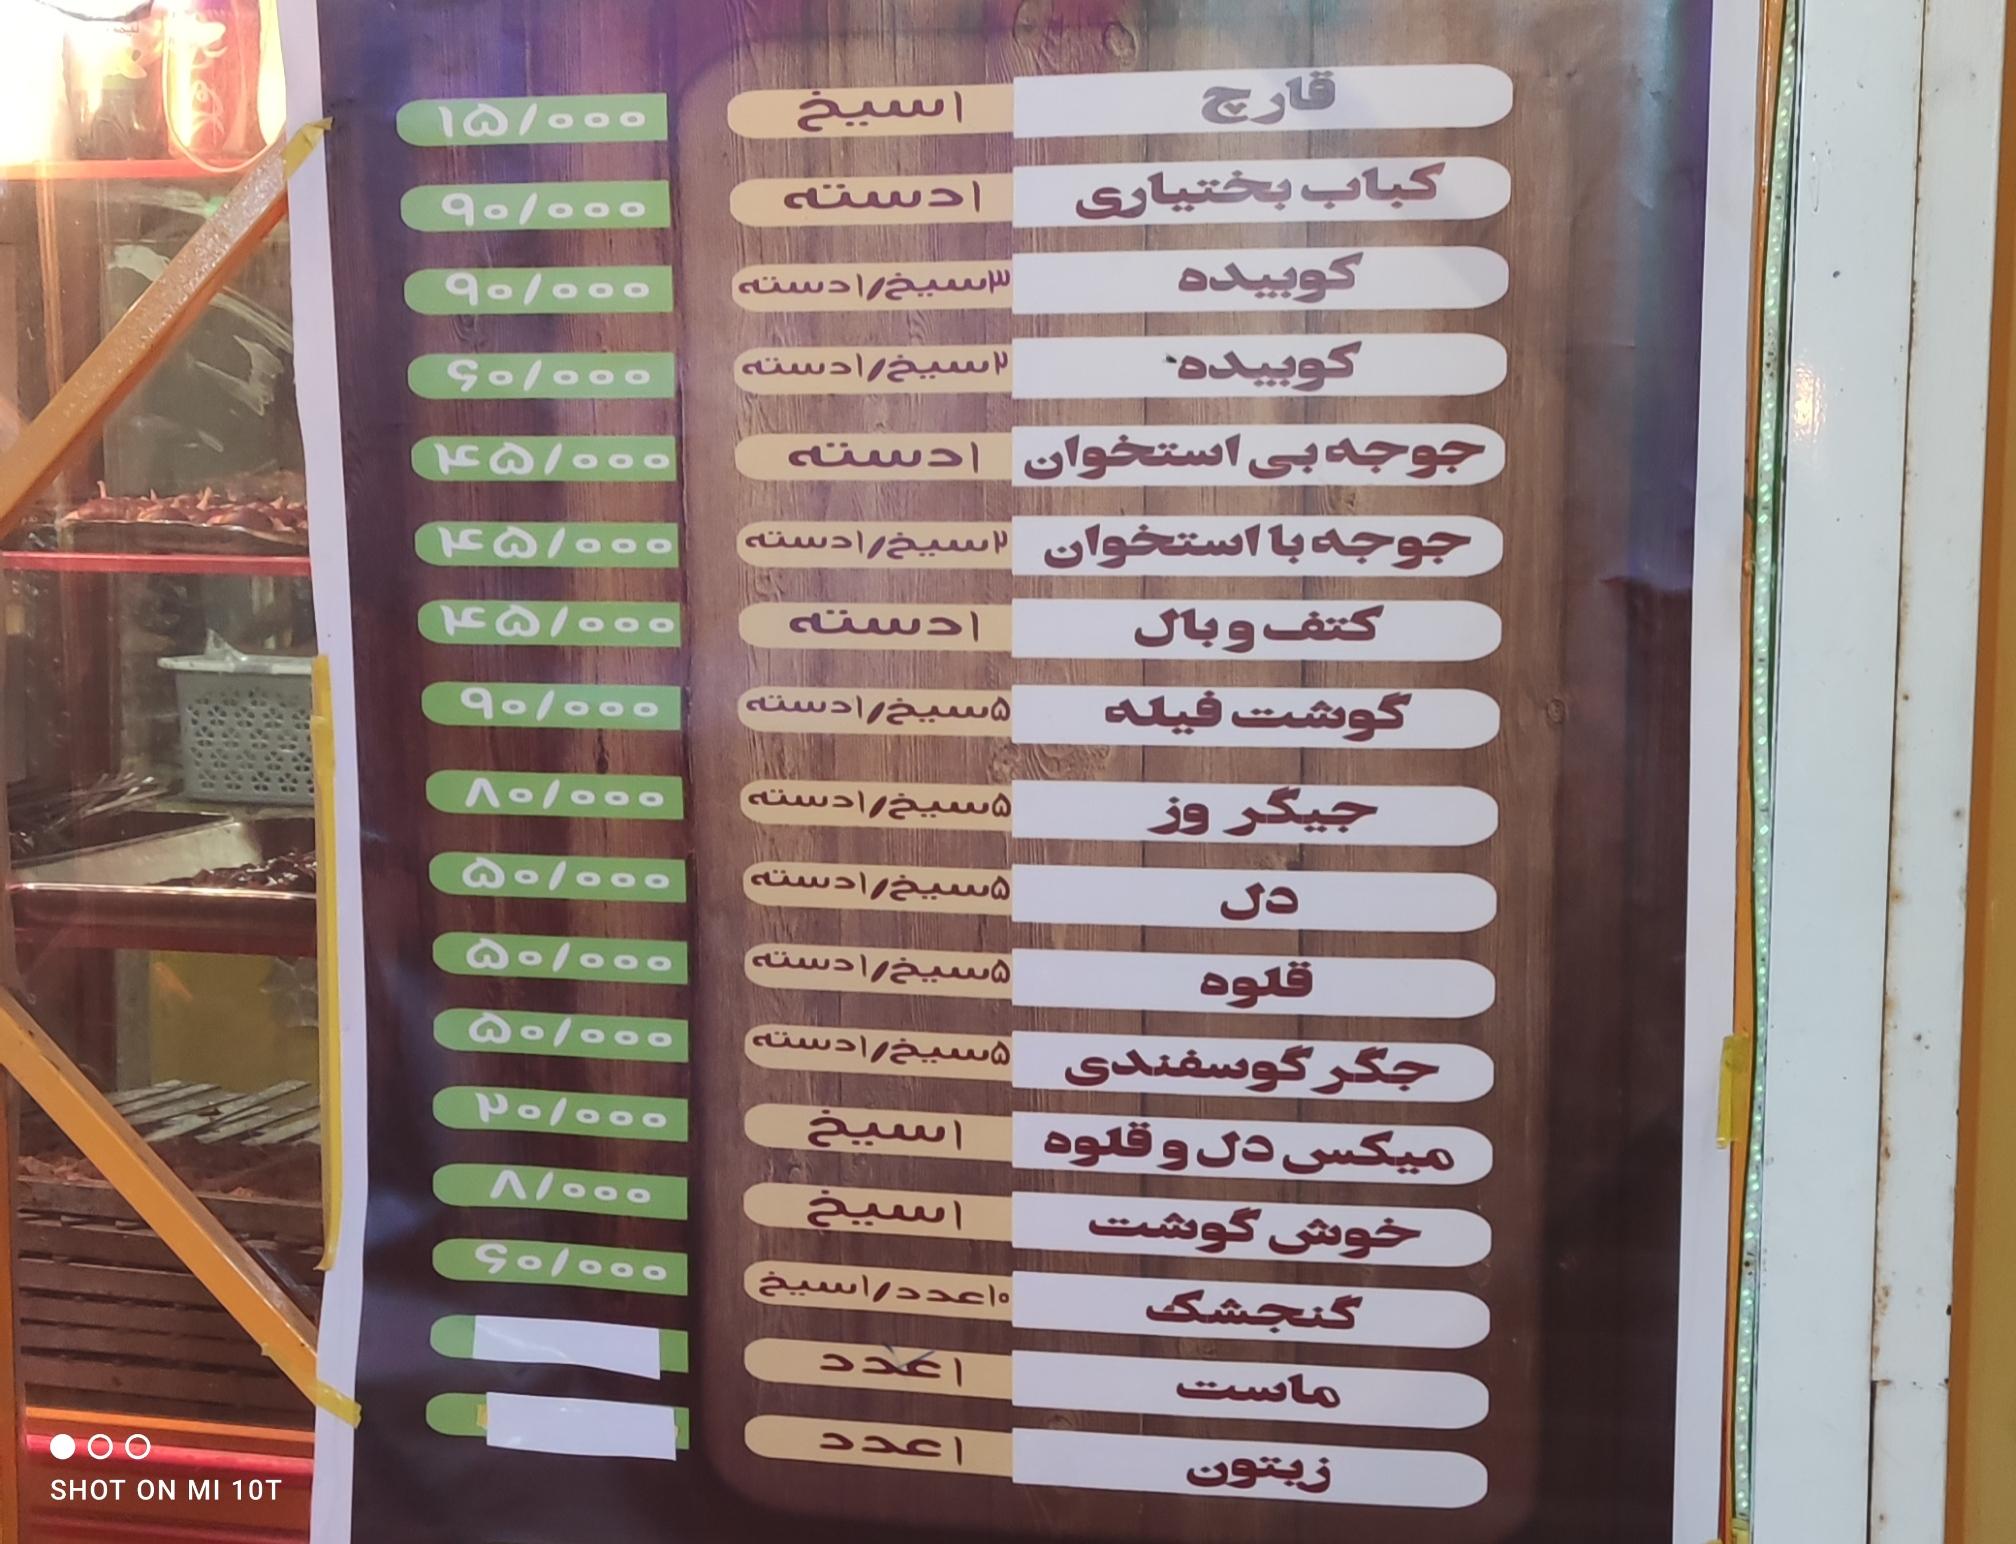 قارچ ۱سیخ ۱۵/۰۰۰
کباب بختیاری ۱دسته ۹۰/۰۰۰
کوبیده ۳سیخ/۱دسته ۹۰/۰۰۰
کوبیده ۲سیخ/۱دسته ۶۰/۰۰۰
جوجه بی استخوان ۱دسته ۴۵/۰۰۰
جوجه با استخوان ۲سیخ/۱دسته ۴۵/۰۰۰
کتف و بال ۱دسته ۴۵/۰۰۰
گوشت فیله ۵سیخ/۱دسته ۹۰/۰۰۰
جیگر وز ۵سیخ/۱دسته ۸۰/۰۰۰
دل ۵سیخ/۱دسته ۵۰/۰۰۰
قلوه ۵سیخ/۱دسته ۵۰/۰۰۰
جگر گوسفندی ۵سیخ/۱دسته ۵۰/۰۰۰
میکس دل و قلوه ۱سیخ ۲۰/۰۰۰
خوش گوشت ۱سیخ ۸/۰۰۰
گنجشک ۱۰عدد/۱سیخ ۶۰/۰۰۰
ماست ۱عدد
زیتون ۱عدد
SHOT ON MI 10T